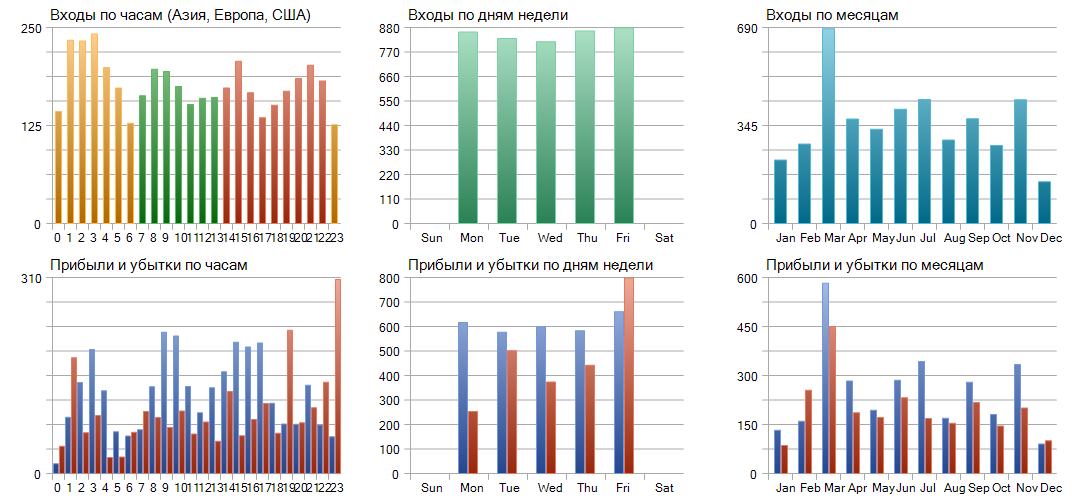 Входы по часам (Азия, Европа, США)
250
125
0
0 1 2 3 4 5 6 7 8 9 10 11 12 13 14 15 16 17 18 19 20 21 22 23
Входы по дням недели
880
770
660
550
440
330
220
110
0
Sun Mon Tue Wed Thu Fri Sat
Входы по месяцам
690
345
0
Jan Feb Mar Apr May Jun Jul Aug Sep Oct Nov Dec
Прибыли и убытки по часам
310
0
0 1 2 3 4 5 6 7 8 9 10 11 12 13 14 15 16 17 18 19 20 21 22 23
Прибыли и убытки по дням недели
800
700
600
500
400
300
200
100
0
Sun Mon Tue Wed Thu Fri Sat
Прибыли и убытки по месяцам
600
450
300
150
0
Jan Feb Mar Apr May Jun Jul Aug Sep Oct Nov Dec